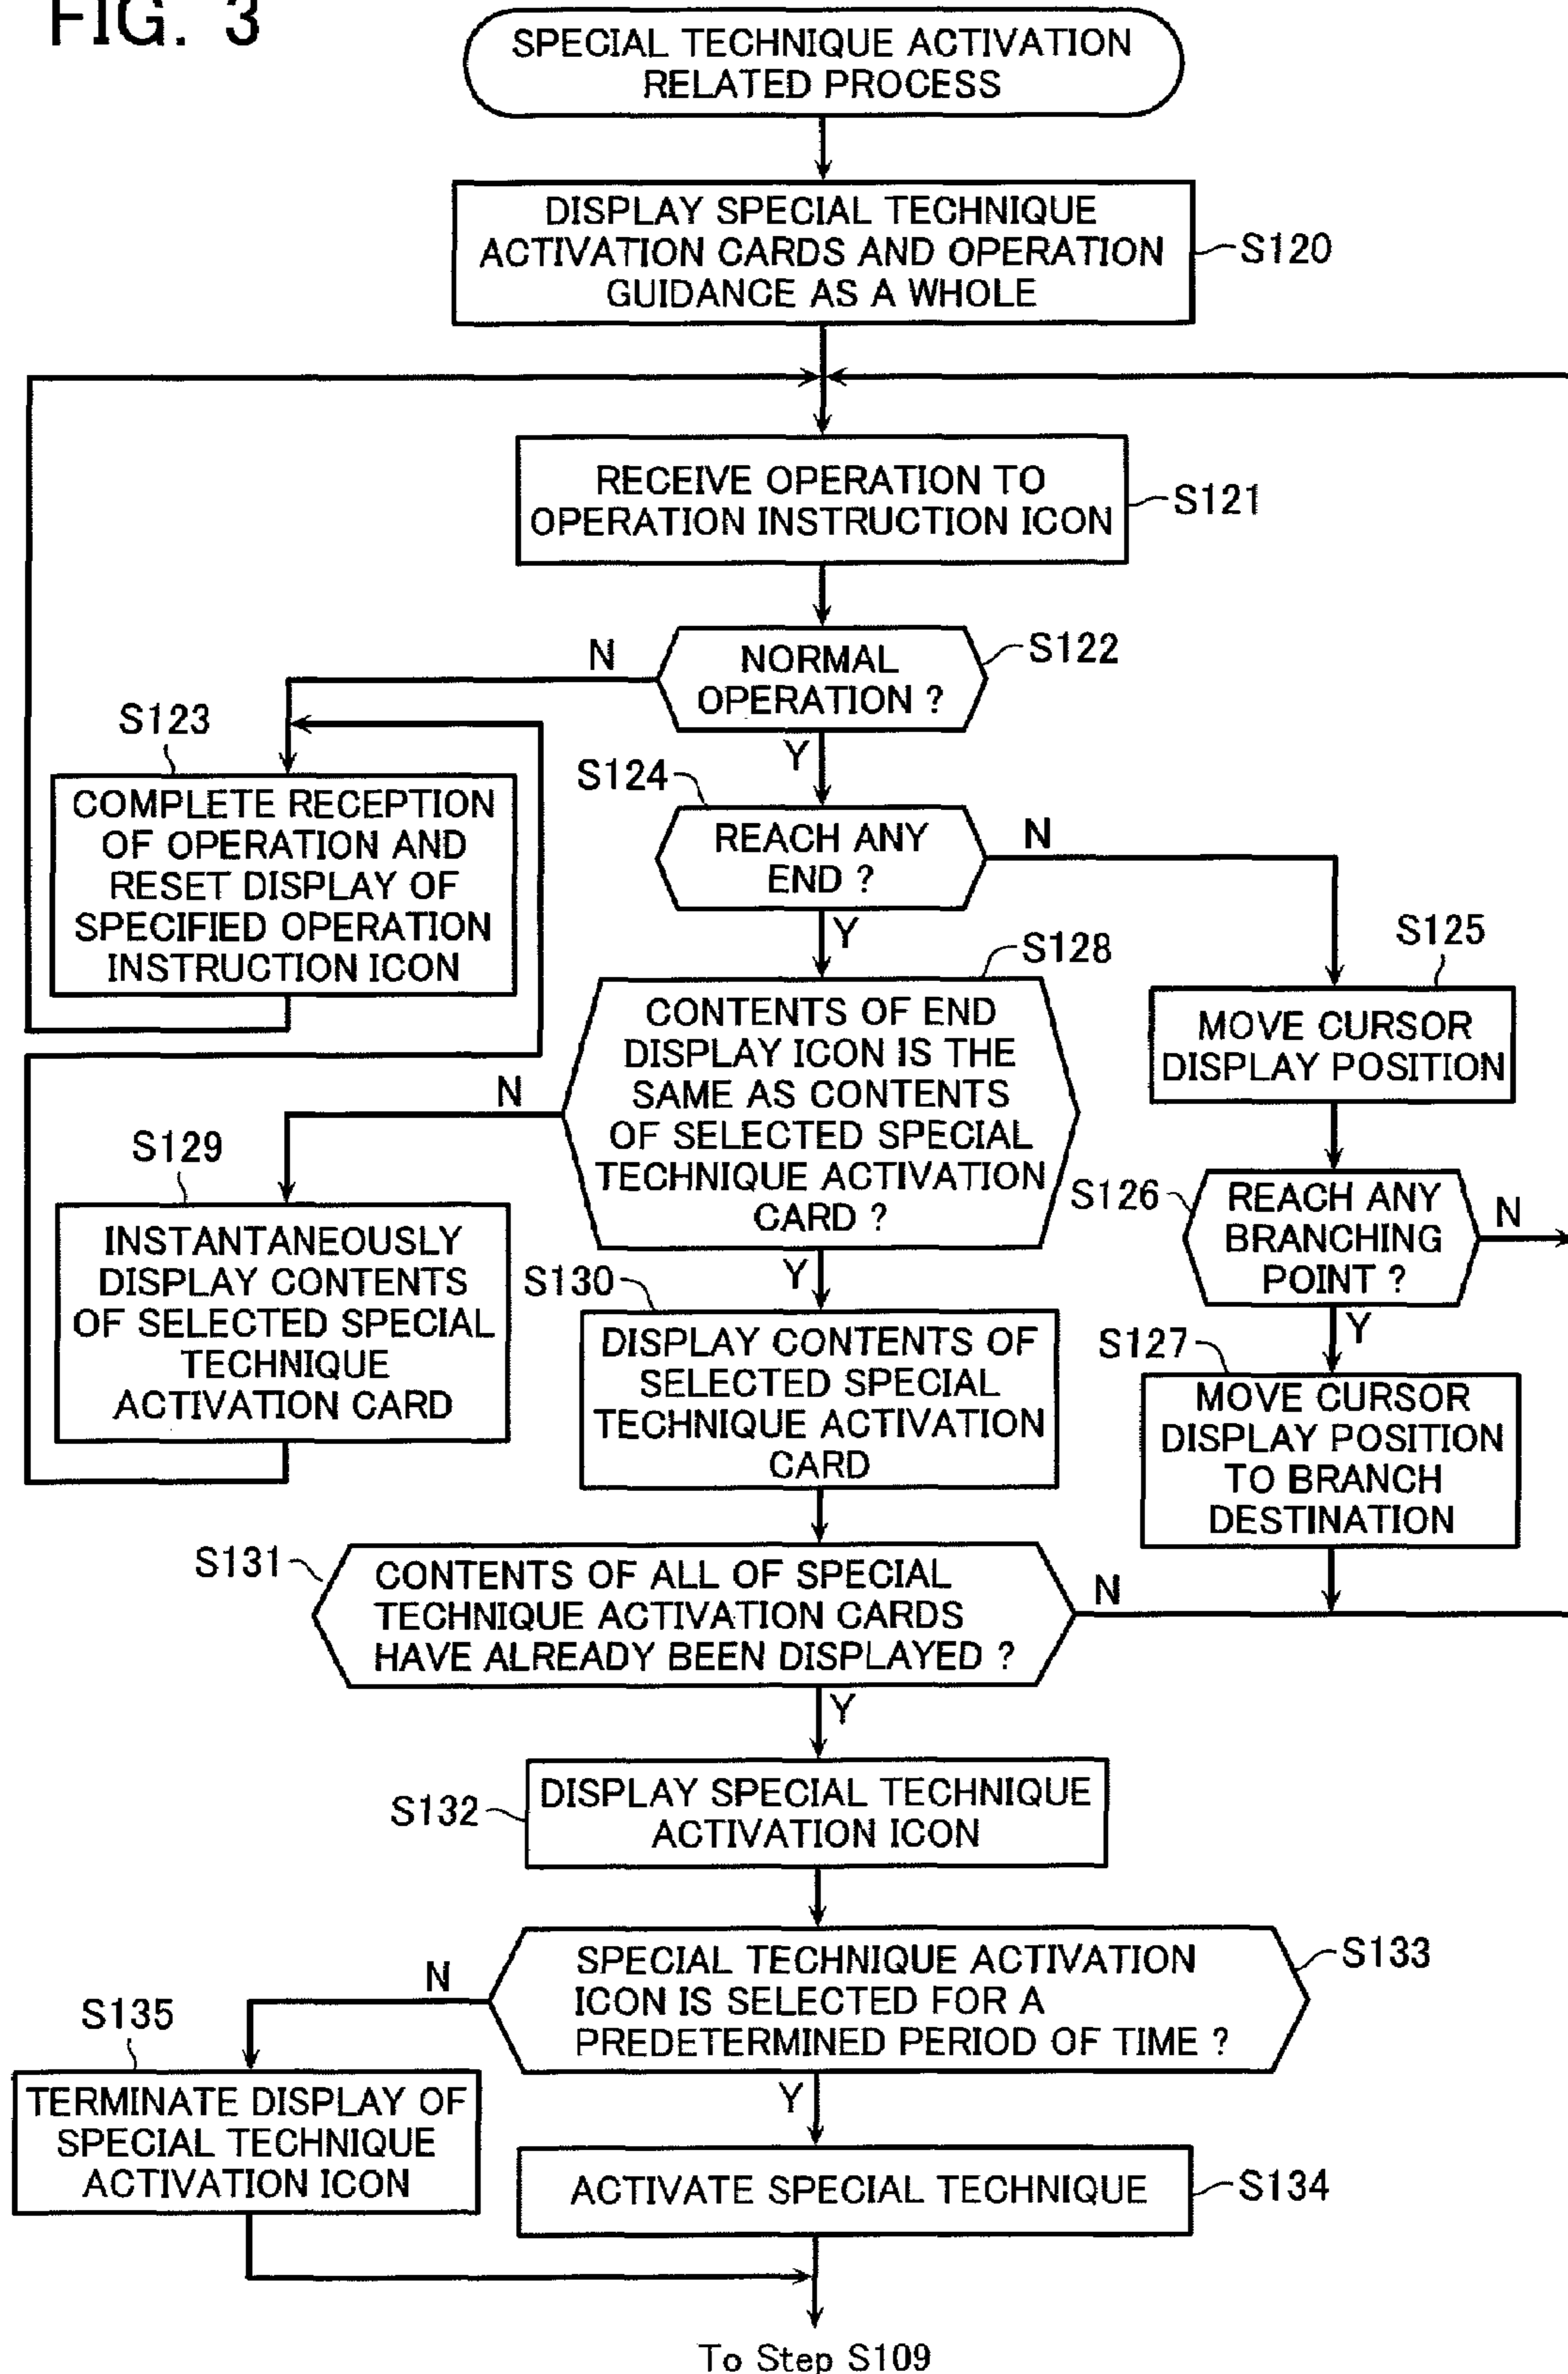 FIG. 3
SPECIAL TECHNIQUE ACTIVATION
RELATED PROCESS
DISPLAY SPECIAL TECHNIQUE
ACTIVATION CARDS AND OPERATION
GUIDANCE AS A WHOLE
S120
RECEIVE OPERATION TO
OPERATION INSTRUCTION ICON
S121
NORMAL
OPERATION ?
S122
N
Y
S123
COMPLETE RECEPTION
OF OPERATION AND
RESET DISPLAY OF
SPECIFIED OPERATION
INSTRUCTION ICON
S124
REACH ANY
END ?
N
Y
S125
MOVE CURSOR
DISPLAY POSITION
S126
REACH ANY
BRANCHING
POINT ?
N
Y
S127
MOVE CURSOR
DISPLAY POSITION
TO BRANCH
DESTINATION
S128
CONTENTS OF END
DISPLAY ICON IS THE
SAME AS CONTENTS
OF SELECTED SPECIAL
TECHNIQUE ACTIVATION
CARD ?
N
Y
S129
INSTANTANEOUSLY
DISPLAY CONTENTS
OF SELECTED SPECIAL
TECHNIQUE
ACTIVATION CARD
S130
DISPLAY CONTENTS OF
SELECTED SPECIAL
TECHNIQUE ACTIVATION
CARD
S131
CONTENTS OF ALL OF SPECIAL
TECHNIQUE ACTIVATION CARDS
HAVE ALREADY BEEN DISPLAYED ?
N
Y
S132
DISPLAY SPECIAL TECHNIQUE
ACTIVATION ICON
S133
SPECIAL TECHNIQUE ACTIVATION
ICON IS SELECTED FOR A
PREDETERMINED PERIOD OF TIME ?
N
Y
S135
TERMINATE DISPLAY OF
SPECIAL TECHNIQUE
ACTIVATION ICON
ACTIVATE SPECIAL TECHNIQUE
S134
To Step S109